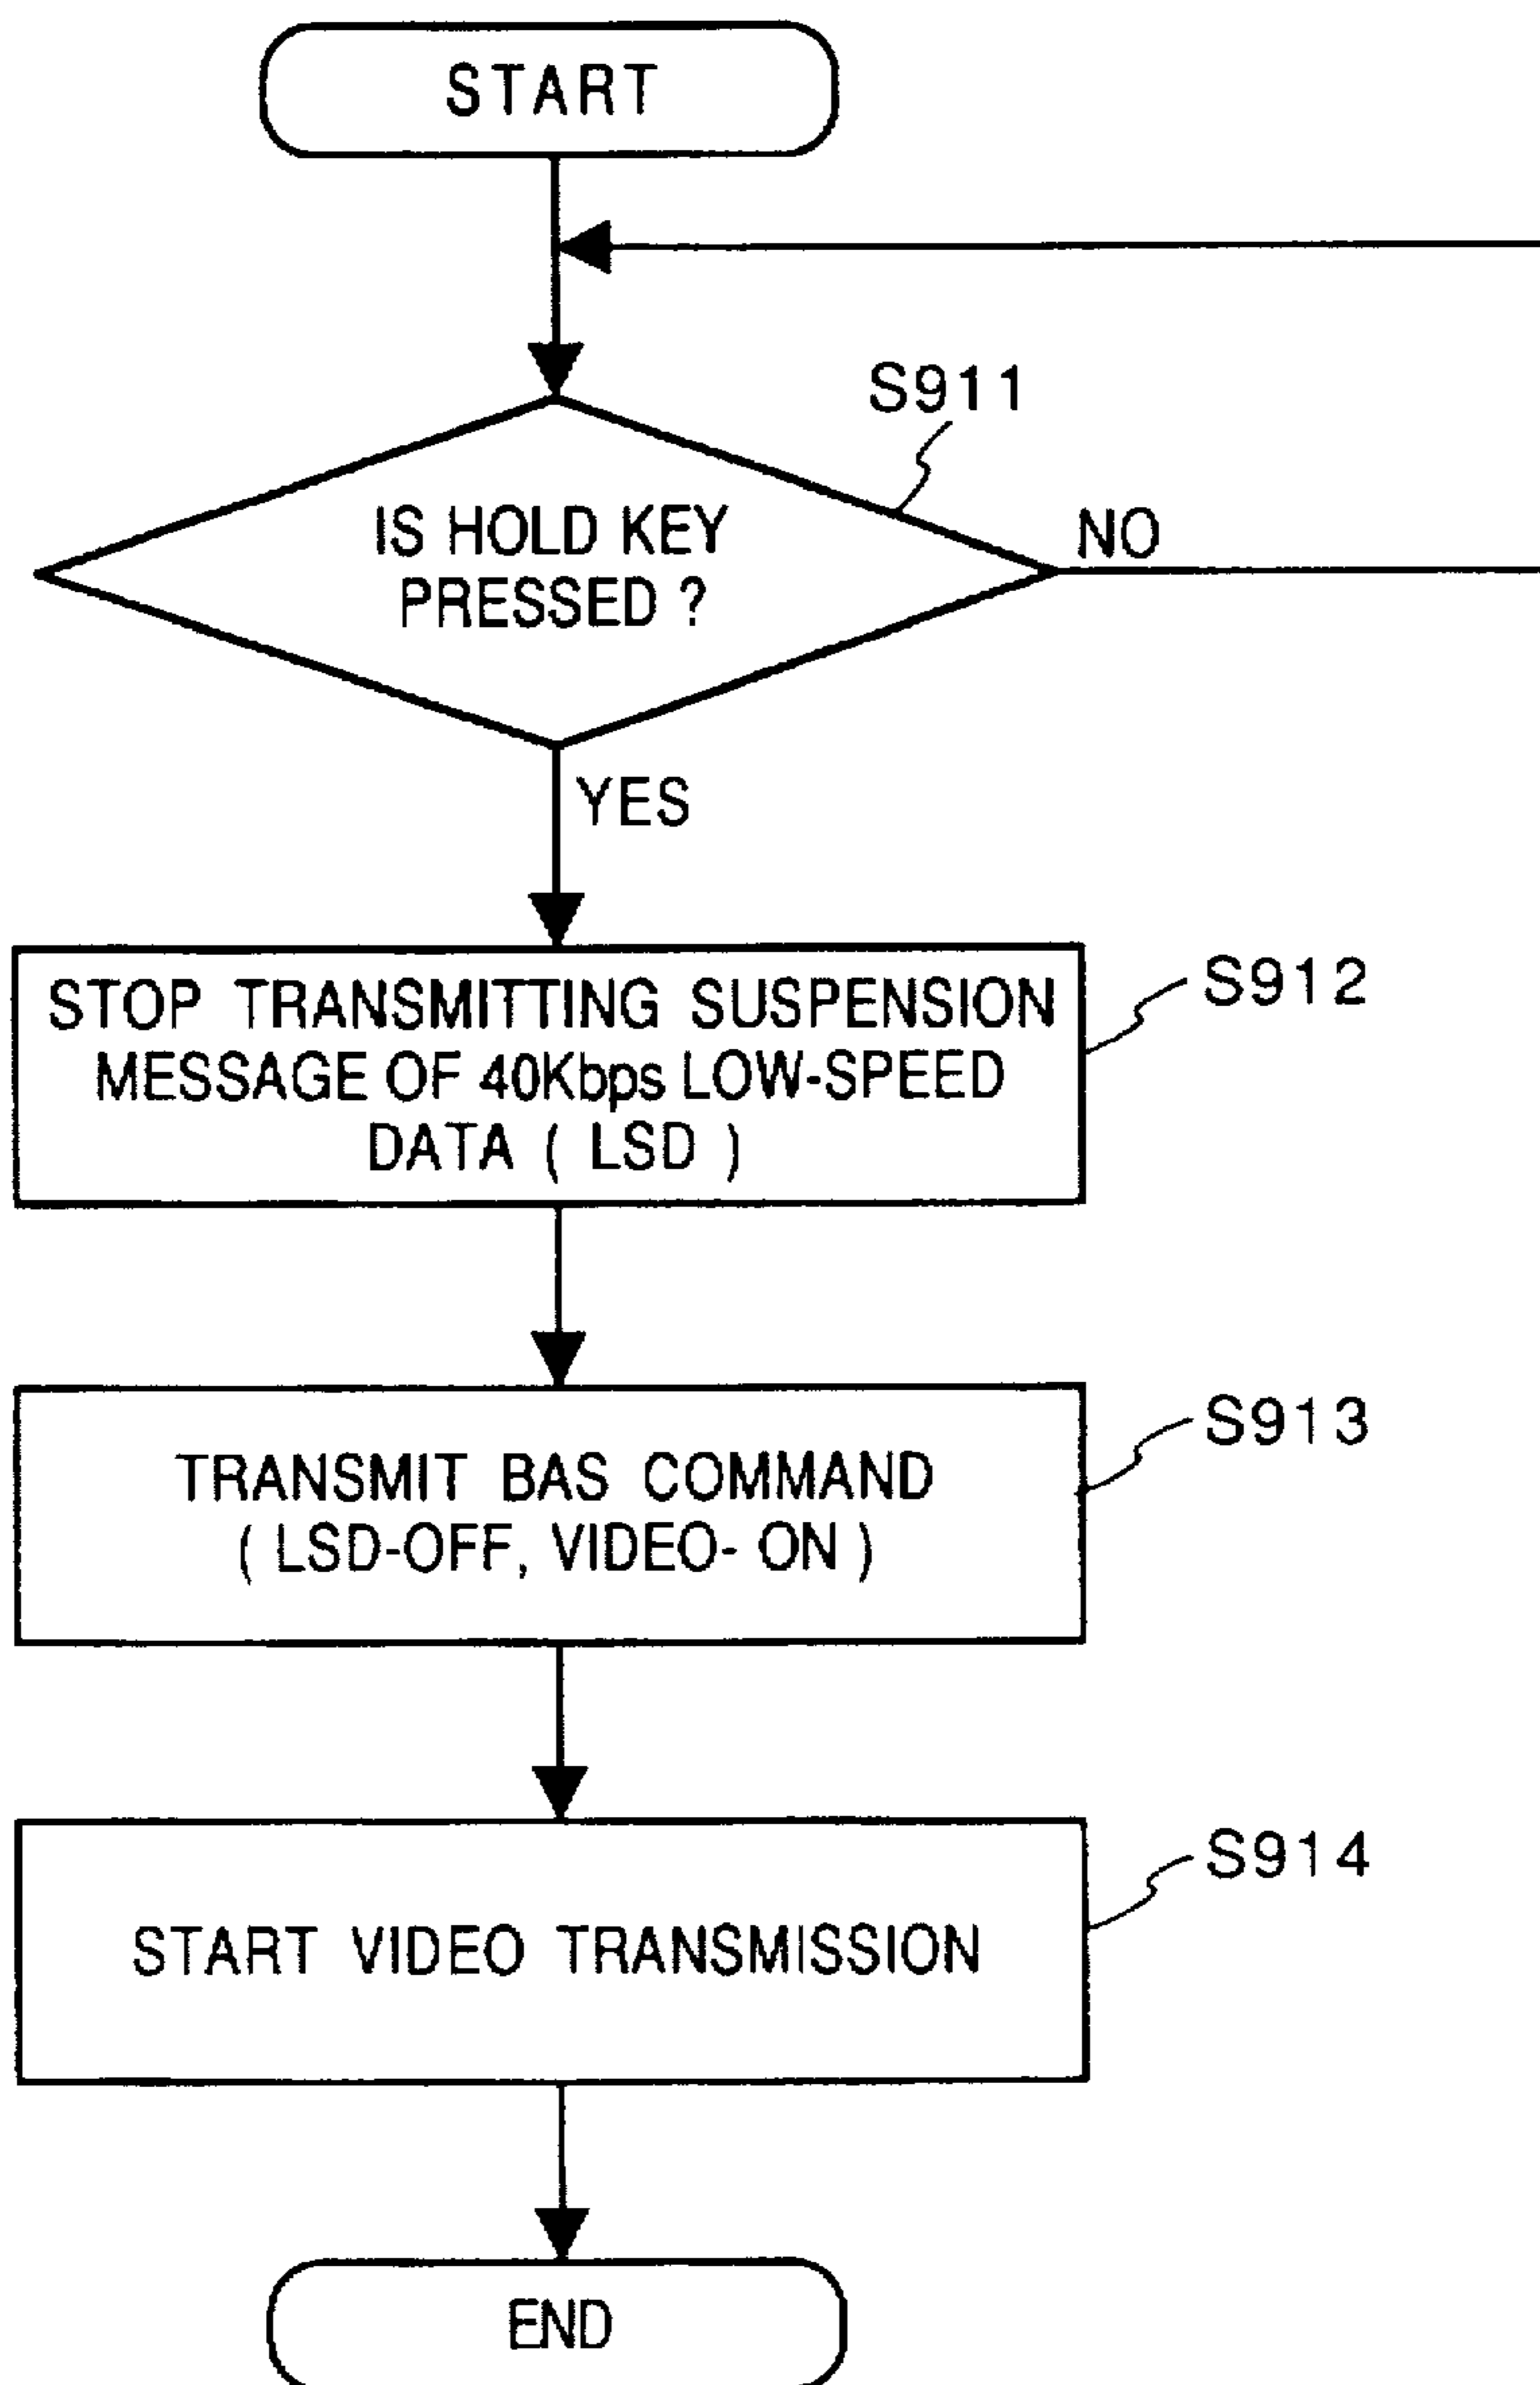 START
S911
IS HOLD KEY
PRESSED ?
NO
YES
STOP TRANSMITTING SUSPENSION
MESSAGE OF 40Kbps LOW-SPEED
DATA ( LSD )
S912
TRANSMIT BAS COMMAND
( LSD-OFF, VIDEO- ON )
S913
START VIDEO TRANSMISSION
S914
END